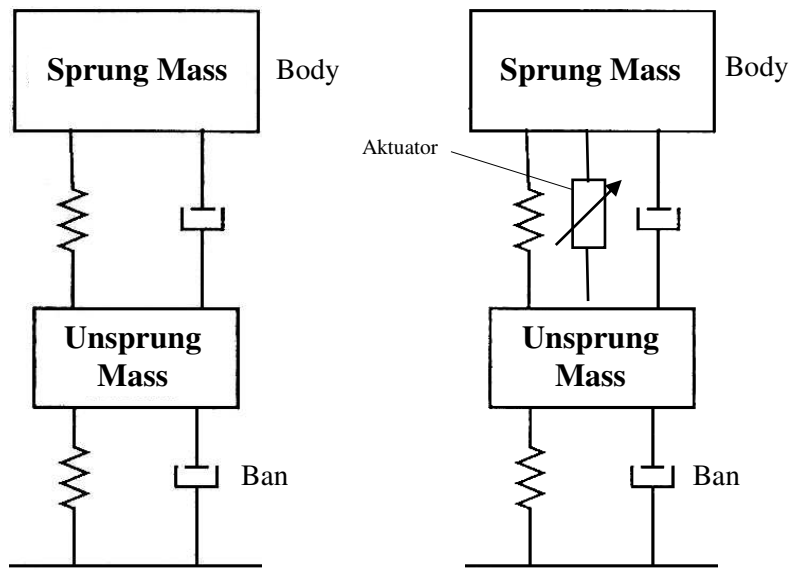 Sprung Mass
Body
Unsprung
Mass
Ban
Sprung Mass
Body
Aktuator
Unsprung
Mass
Ban